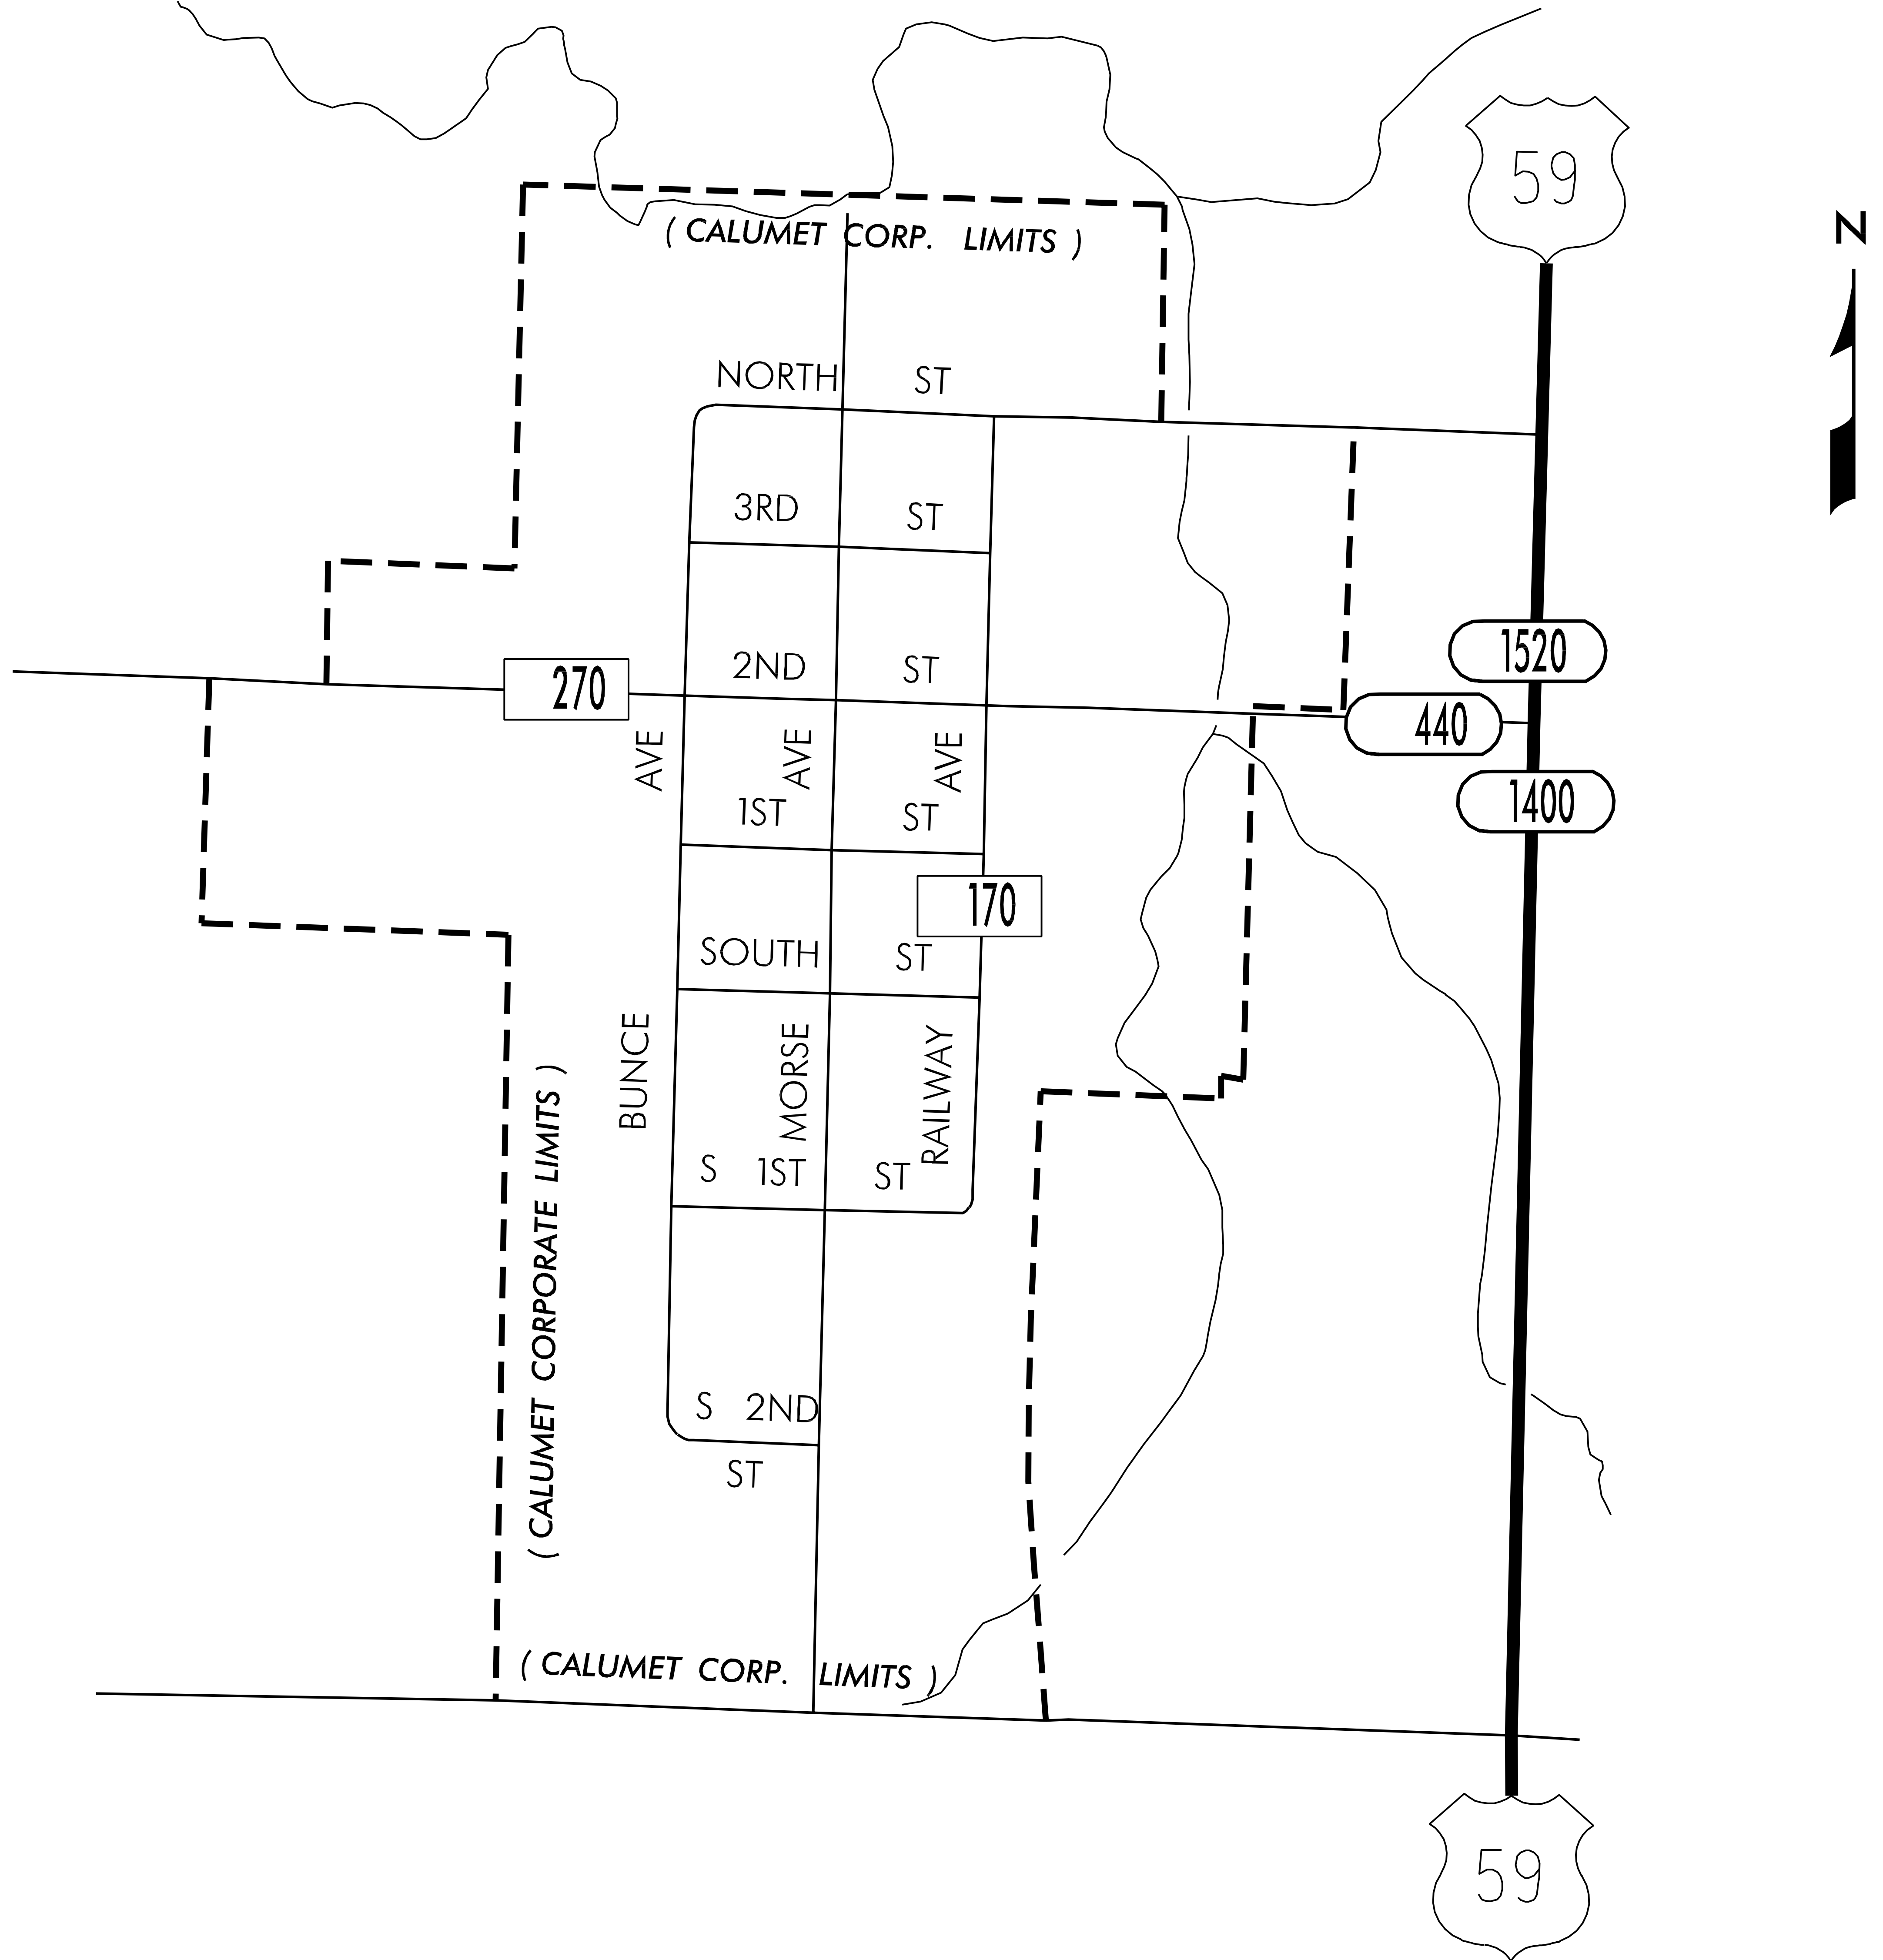 59
N
( CALUMET CORP. LIMITS )
NORTH ST
3RD ST
1520
2ND ST
270
440
AVE
AVE
AVE
1400
1ST ST
170
SOUTH ST
BUNCE
MORSE
RAILWAY
( CALUMET CORPORATE LIMITS )
S 1ST ST
S 2ND
ST
( CALUMET CORP. LIMITS )
59